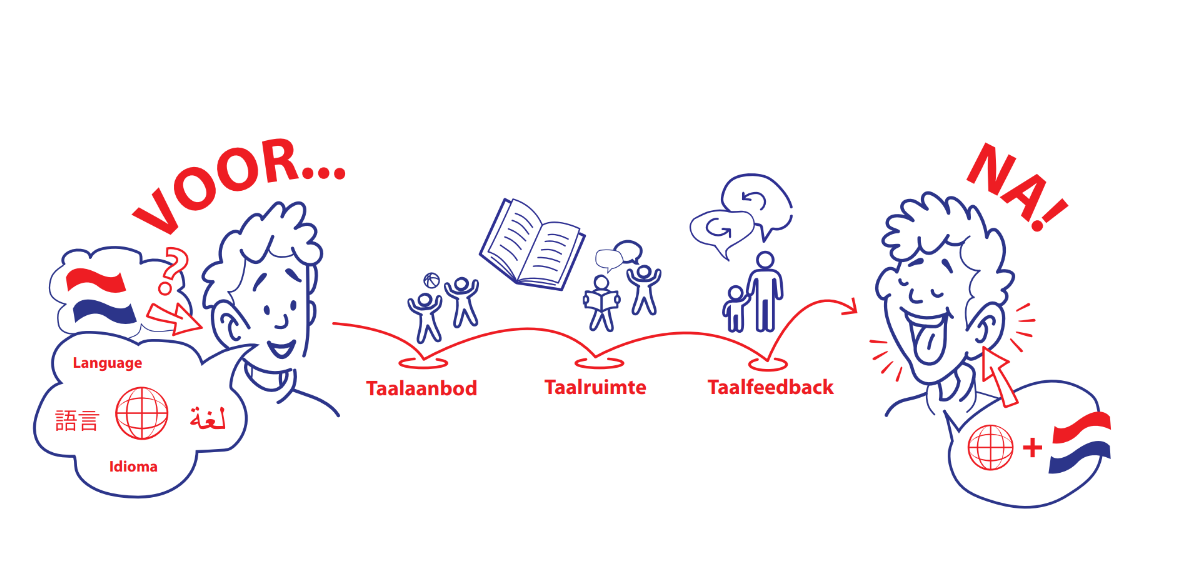 VOOR...
NA!
?
Language
語言
لغة
Idioma
Taalaanbod
Taalruimte
Taalfeedback
+